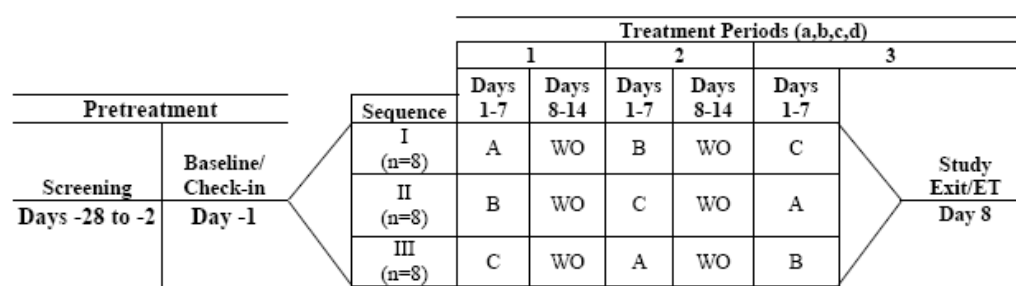 Treatment Periods (a,b,c,d)
1 2 3
Days Days Days Days Days
Pretreatment Sequence 1-7 8-14 1-7 8-14 1-7
I A WO B WO C
(n=8)
Baseline/ Study
Screening Check-in II B WO C WO A Exit/ET
Days -28 to -2 Day -1 (n=8) Day 8
III C WO A WO B
(n=8)